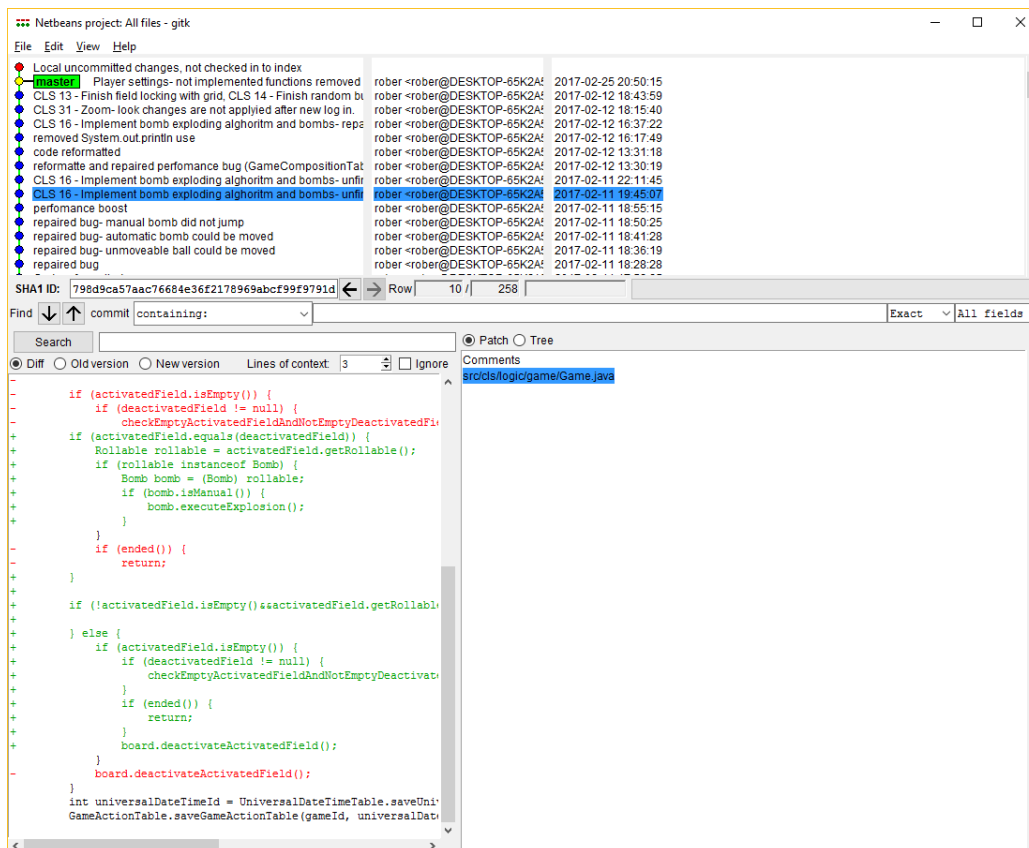 Netbeans project: All files - gitk
File Edit View Help
Local uncommitted changes, not checked in to index
master Player settings- not implemented functions removed rober <rober@DESKTOP-65K2A 2017-02-25 20:50:15
CLS 13 - Finish field locking with grid, CLS 14 - Finish random bu rober <rober@DESKTOP-65K2A 2017-02-12 18:43:59
CLS 31 - Zoom- look changes are not applyied after new log in. rober <rober@DESKTOP-65K2A 2017-02-12 18:15:40
CLS 16 - Implement bomb exploding alghoritm and bombs- repa rober <rober@DESKTOP-65K2A 2017-02-12 16:37:22
removed System.out.println use rober <rober@DESKTOP-65K2A 2017-02-12 16:17:49
code reformatted rober <rober@DESKTOP-65K2A 2017-02-12 13:31:18
reformatte and repaired perfomance bug (GameCompositionTab rober <rober@DESKTOP-65K2A 2017-02-12 13:30:19
CLS 16 - Implement bomb exploding alghoritm and bombs- unfin rober <rober@DESKTOP-65K2A 2017-02-11 22:11:45
CLS 16 - Implement bomb exploding alghoritm and bombs- unfin rober <rober@DESKTOP-65K2A 2017-02-11 19:45:07
perfomance boost rober <rober@DESKTOP-65K2A 2017-02-11 18:55:15
repaired bug- manual bomb did not jump rober <rober@DESKTOP-65K2A 2017-02-11 18:50:25
repaired bug- automatic bomb could be moved rober <rober@DESKTOP-65K2A 2017-02-11 18:41:28
repaired bug- unmoveable ball could be moved rober <rober@DESKTOP-65K2A 2017-02-11 18:36:19
repaired bug rober <rober@DESKTOP-65K2A 2017-02-11 18:28:28
SHA1 ID: 798d9ca57aac76684e36f2178969abcf99f9791d Row 10 / 258
Find commit containing: Exact All fields
Search Patch Tree
Diff Old version New version Lines of context: 3 Ignore
Comments
src/cls/logic/game/Game.java
-
- if (activatedField.isEmpty()) {
- if (deactivatedField != null) {
- checkEmptyActivatedFieldAndNotEmptyDeactivatedFie
+ if (activatedField.equals(deactivatedField)) {
+ Rollable rollable = activatedField.getRollable();
+ if (rollable instanceof Bomb) {
+ Bomb bomb = (Bomb) rollable;
+ if (bomb.isManual()) {
+ bomb.executeExplosion();
+ }
}
- if (ended()) {
- return;
+ }
+
+ if (!activatedField.isEmpty()&&activatedField.getRollable
+
+ } else {
+ if (activatedField.isEmpty()) {
+ if (deactivatedField != null) {
+ checkEmptyActivatedFieldAndNotEmptyDeactivate
+ }
+ if (ended()) {
+ return;
+ }
+ board.deactivateActivatedField();
}
- board.deactivateActivatedField();
}
int universalDateTimeId = UniversalDateTimeTable.saveUni
GameActionTable.saveGameActionTable(gameId, universalDat